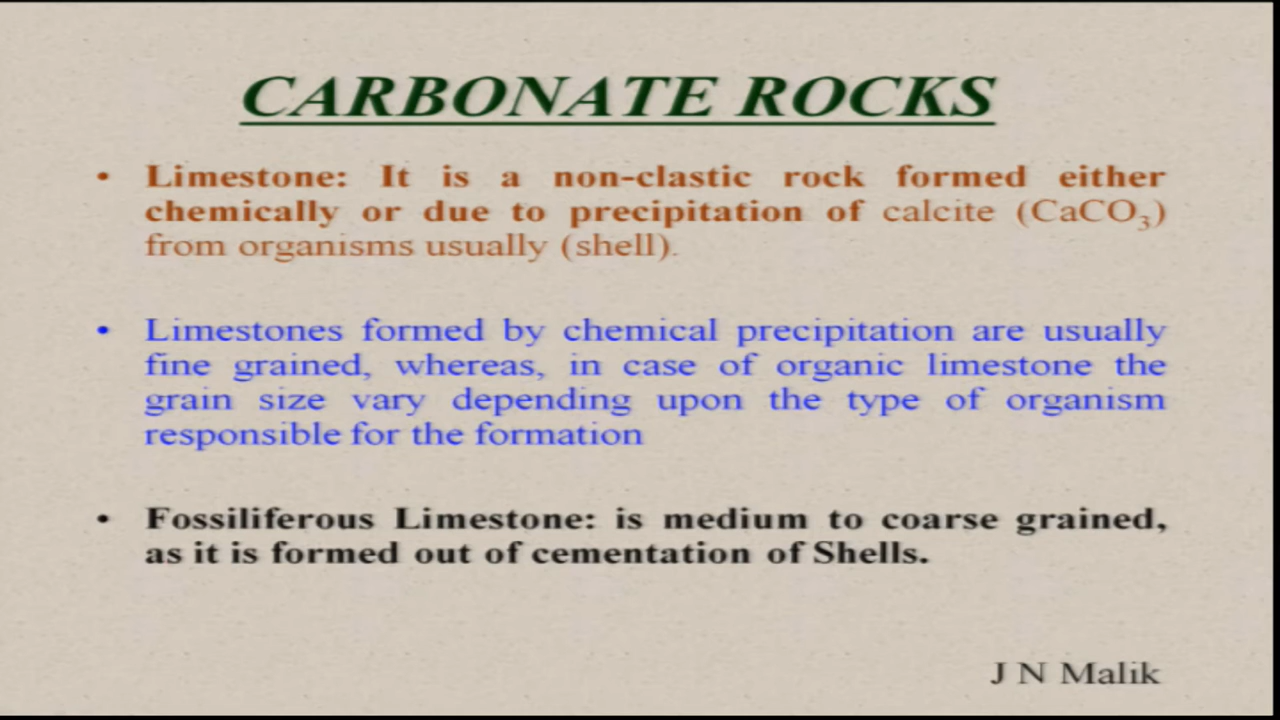 CARBONATE ROCKS
• Limestone: It is a non-clastic rock formed either
chemically or due to precipitation of calcite (CaCO₃)
from organisms usually (shell).
• Limestones formed by chemical precipitation are usually
fine grained, whereas, in case of organic limestone the
grain size vary depending upon the type of organism
responsible for the formation
• Fossiliferous Limestone: is medium to coarse grained,
as it is formed out of cementation of Shells.
J N Malik